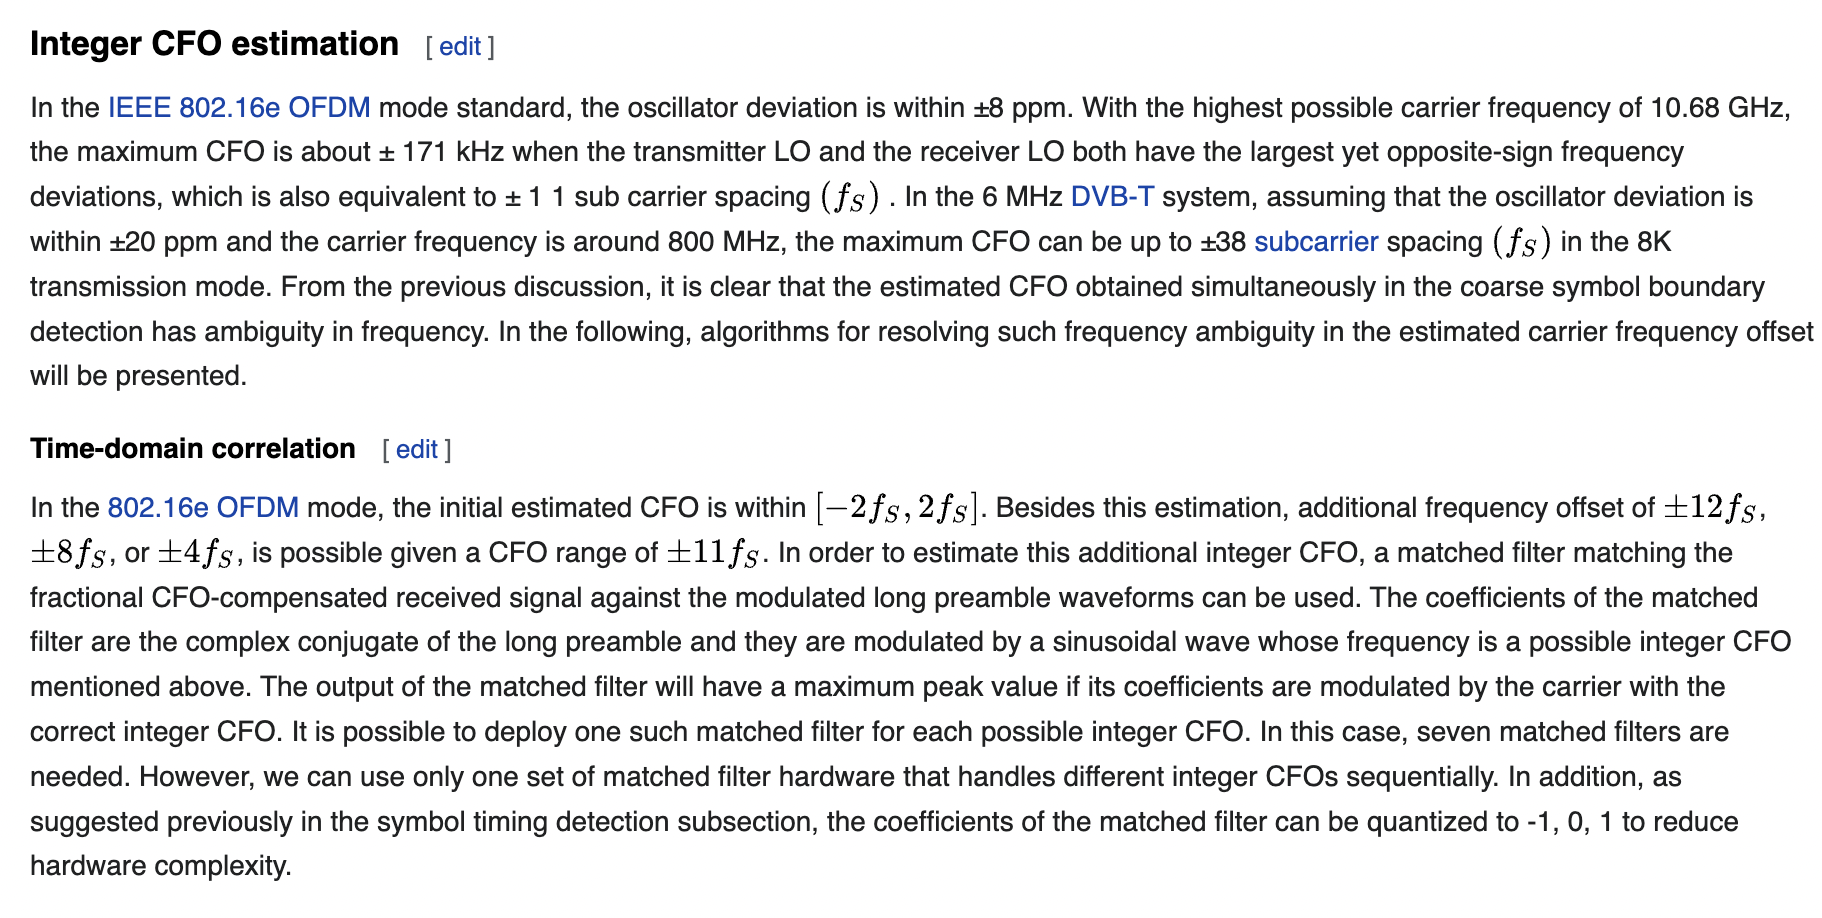 Integer CFO estimation [ edit ]
In the IEEE 802.16e OFDM mode standard, the oscillator deviation is within ±8 ppm. With the highest possible carrier frequency of 10.68 GHz,
the maximum CFO is about ± 171 kHz when the transmitter LO and the receiver LO both have the largest yet opposite-sign frequency
deviations, which is also equivalent to ± 1 1 sub carrier spacing (f_S) . In the 6 MHz DVB-T system, assuming that the oscillator deviation is
within ±20 ppm and the carrier frequency is around 800 MHz, the maximum CFO can be up to ±38 subcarrier spacing (f_S) in the 8K
transmission mode. From the previous discussion, it is clear that the estimated CFO obtained simultaneously in the coarse symbol boundary
detection has ambiguity in frequency. In the following, algorithms for resolving such frequency ambiguity in the estimated carrier frequency offset
will be presented.
Time-domain correlation [ edit ]
In the 802.16e OFDM mode, the initial estimated CFO is within [−2f_S, 2f_S]. Besides this estimation, additional frequency offset of ±12f_S,
±8f_S, or ±4f_S, is possible given a CFO range of ±11f_S. In order to estimate this additional integer CFO, a matched filter matching the
fractional CFO-compensated received signal against the modulated long preamble waveforms can be used. The coefficients of the matched
filter are the complex conjugate of the long preamble and they are modulated by a sinusoidal wave whose frequency is a possible integer CFO
mentioned above. The output of the matched filter will have a maximum peak value if its coefficients are modulated by the carrier with the
correct integer CFO. It is possible to deploy one such matched filter for each possible integer CFO. In this case, seven matched filters are
needed. However, we can use only one set of matched filter hardware that handles different integer CFOs sequentially. In addition, as
suggested previously in the symbol timing detection subsection, the coefficients of the matched filter can be quantized to -1, 0, 1 to reduce
hardware complexity.